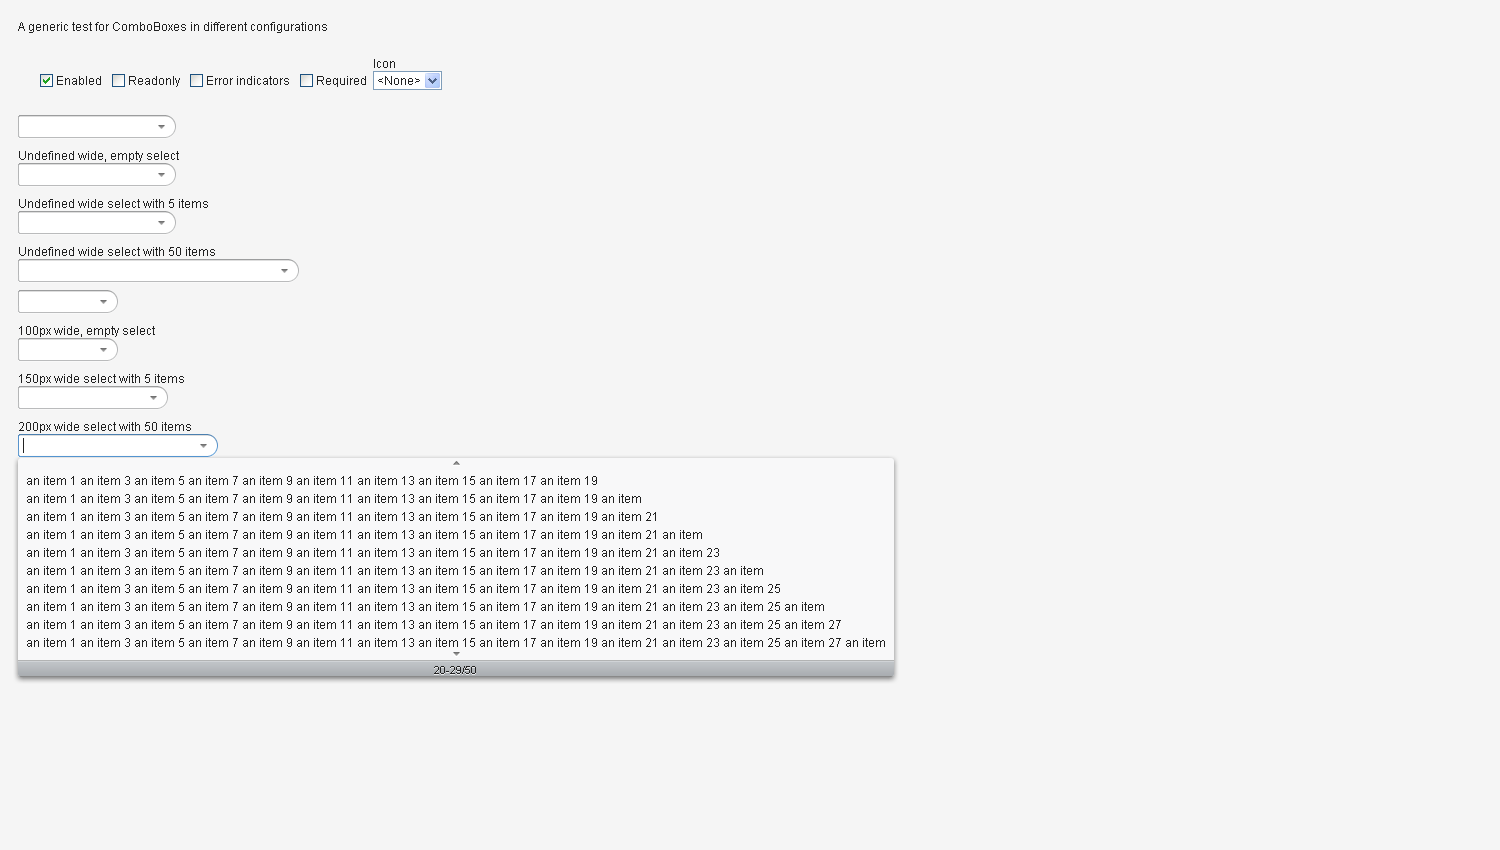 A generic test for ComboBoxes in different configurations
Icon
Enabled Readonly Error indicators Required <None>
Undefined wide, empty select
Undefined wide select with 5 items
Undefined wide select with 50 items
100px wide, empty select
150px wide select with 5 items
200px wide select with 50 items
an item 1 an item 3 an item 5 an item 7 an item 9 an item 11 an item 13 an item 15 an item 17 an item 19
an item 1 an item 3 an item 5 an item 7 an item 9 an item 11 an item 13 an item 15 an item 17 an item 19 an item
an item 1 an item 3 an item 5 an item 7 an item 9 an item 11 an item 13 an item 15 an item 17 an item 19 an item 21
an item 1 an item 3 an item 5 an item 7 an item 9 an item 11 an item 13 an item 15 an item 17 an item 19 an item 21 an item
an item 1 an item 3 an item 5 an item 7 an item 9 an item 11 an item 13 an item 15 an item 17 an item 19 an item 21 an item 23
an item 1 an item 3 an item 5 an item 7 an item 9 an item 11 an item 13 an item 15 an item 17 an item 19 an item 21 an item 23 an item
an item 1 an item 3 an item 5 an item 7 an item 9 an item 11 an item 13 an item 15 an item 17 an item 19 an item 21 an item 23 an item 25
an item 1 an item 3 an item 5 an item 7 an item 9 an item 11 an item 13 an item 15 an item 17 an item 19 an item 21 an item 23 an item 25 an item
an item 1 an item 3 an item 5 an item 7 an item 9 an item 11 an item 13 an item 15 an item 17 an item 19 an item 21 an item 23 an item 25 an item 27
an item 1 an item 3 an item 5 an item 7 an item 9 an item 11 an item 13 an item 15 an item 17 an item 19 an item 21 an item 23 an item 25 an item 27 an item
20-29/50